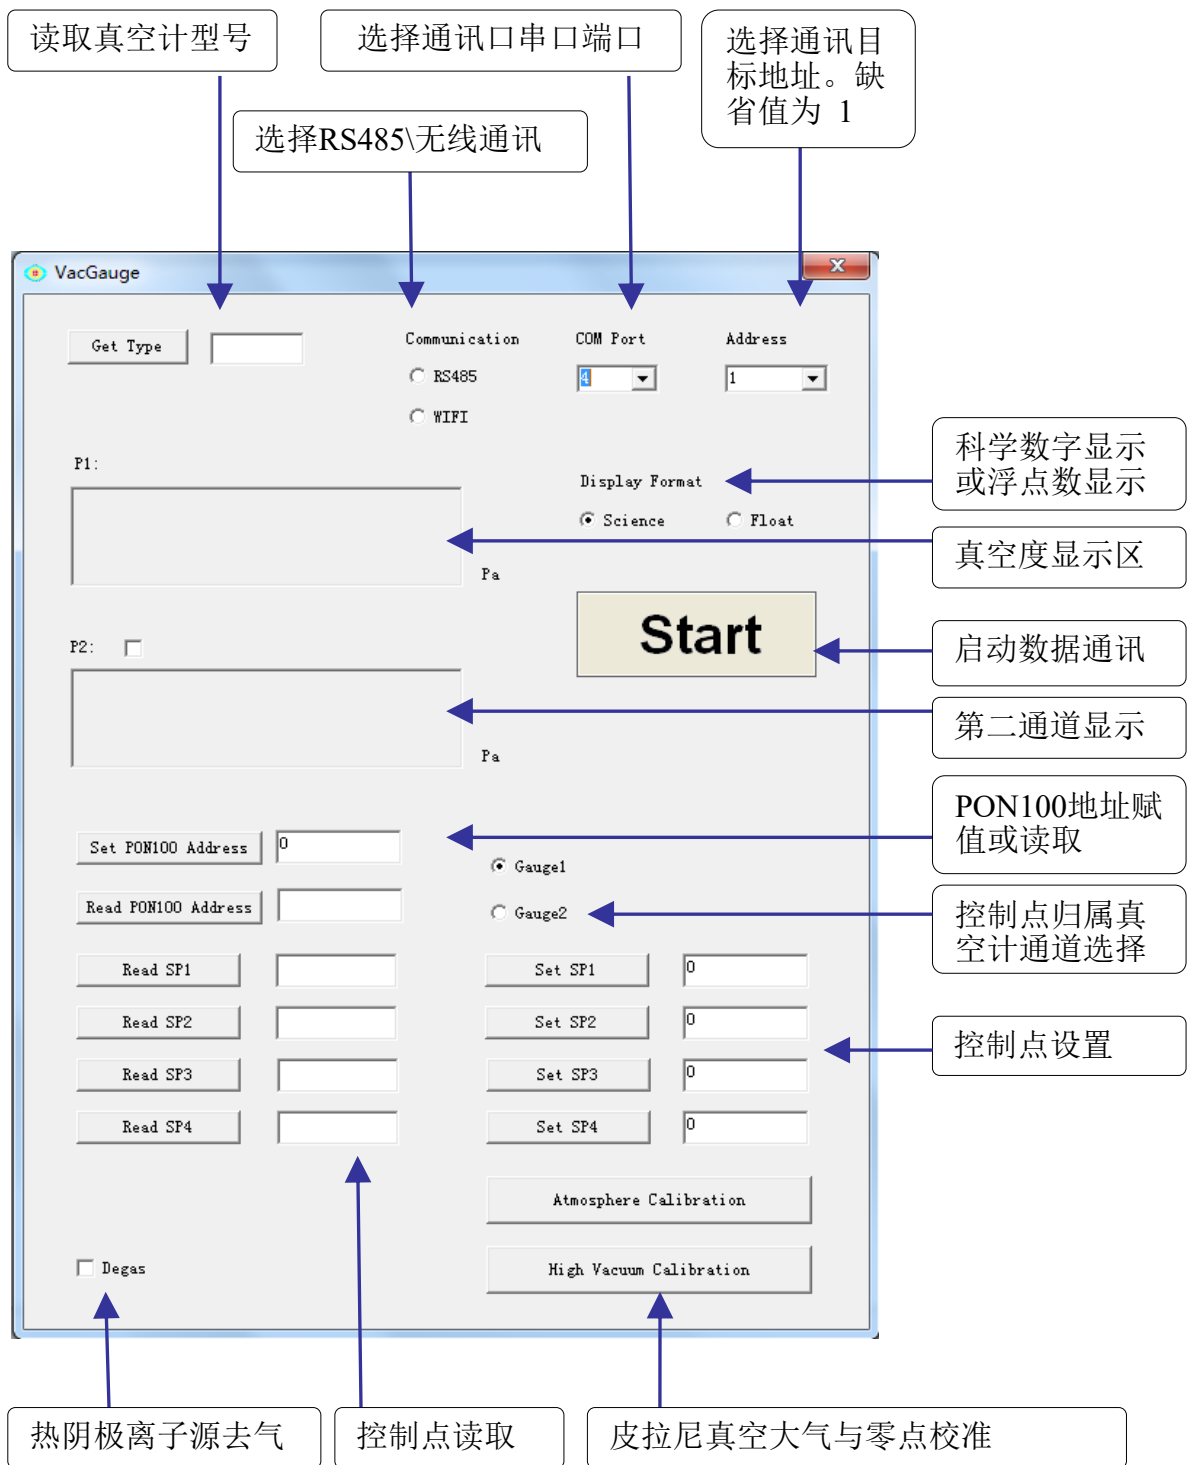 读取真空计型号
选择通讯口串口端口
选择通讯目
标地址。缺
省值为 1
选择RS485\无线通讯
VacGauge
Get Type
Communication
COM Port
Address
RS485
4
1
WIFI
科学数字显示
或浮点数显示
P1:
Display Format
Science
Float
真空度显示区
Pa
Start
启动数据通讯
P2:
第二通道显示
Pa
PON100地址赋
值或读取
Set PON100 Address
0
Gauge1
Read PON100 Address
Gauge2
控制点归属真
空计通道选择
Read SP1
Set SP1
0
Read SP2
Set SP2
0
控制点设置
Read SP3
Set SP3
0
Read SP4
Set SP4
0
Atmosphere Calibration
Degas
High Vacuum Calibration
热阴极离子源去气
控制点读取
皮拉尼真空大气与零点校准